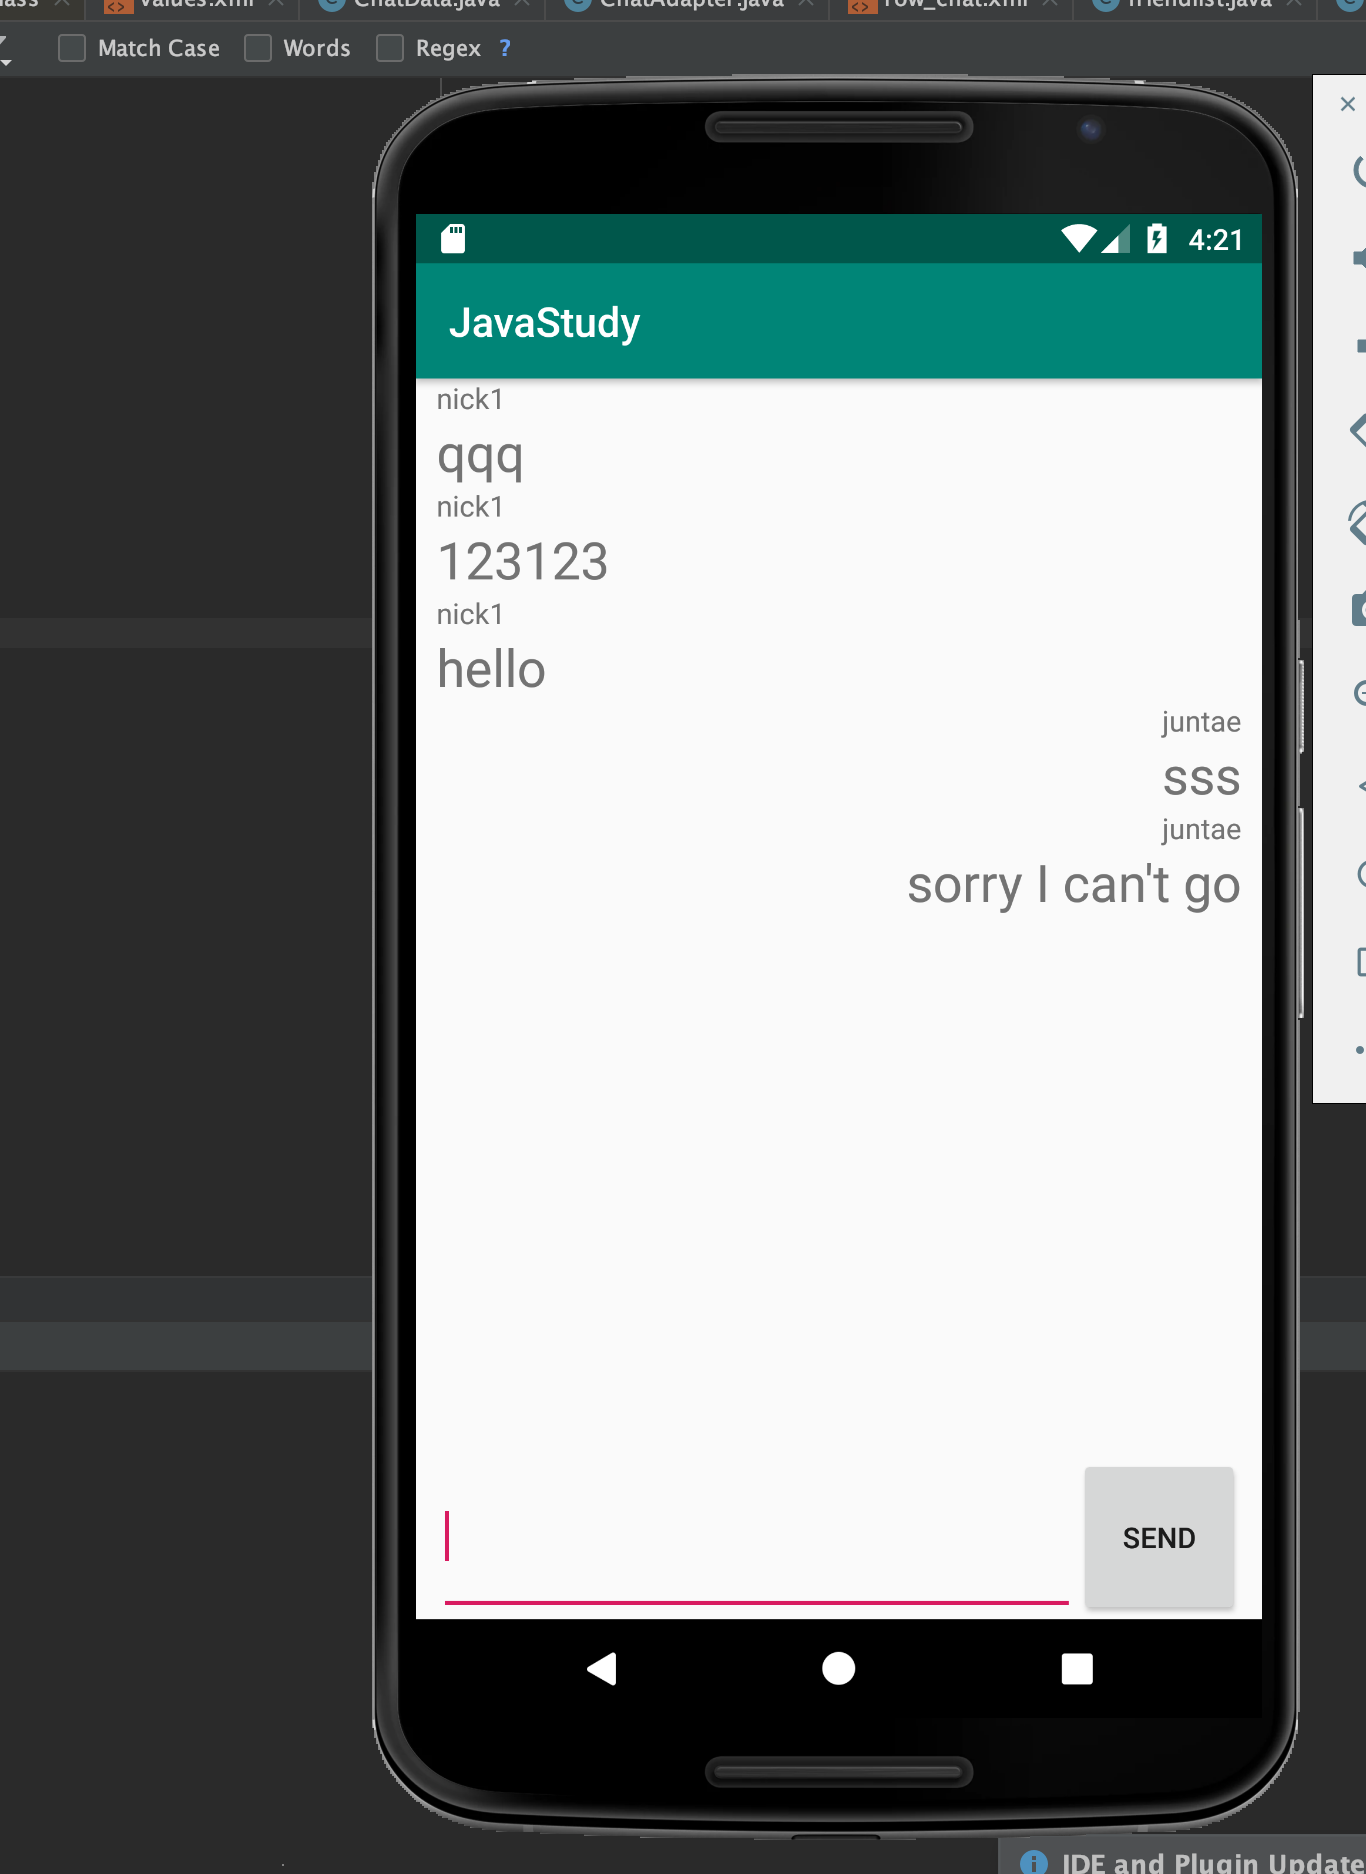 values.xml
ChatData.java
ChatAdapter.java
row_chat.xml
friendlist.java
Match Case
Words
Regex
?
4:21
JavaStudy
nick1
qqq
nick1
123123
nick1
hello
juntae
sss
juntae
sorry I can't go
SEND
IDE and Plugin Update